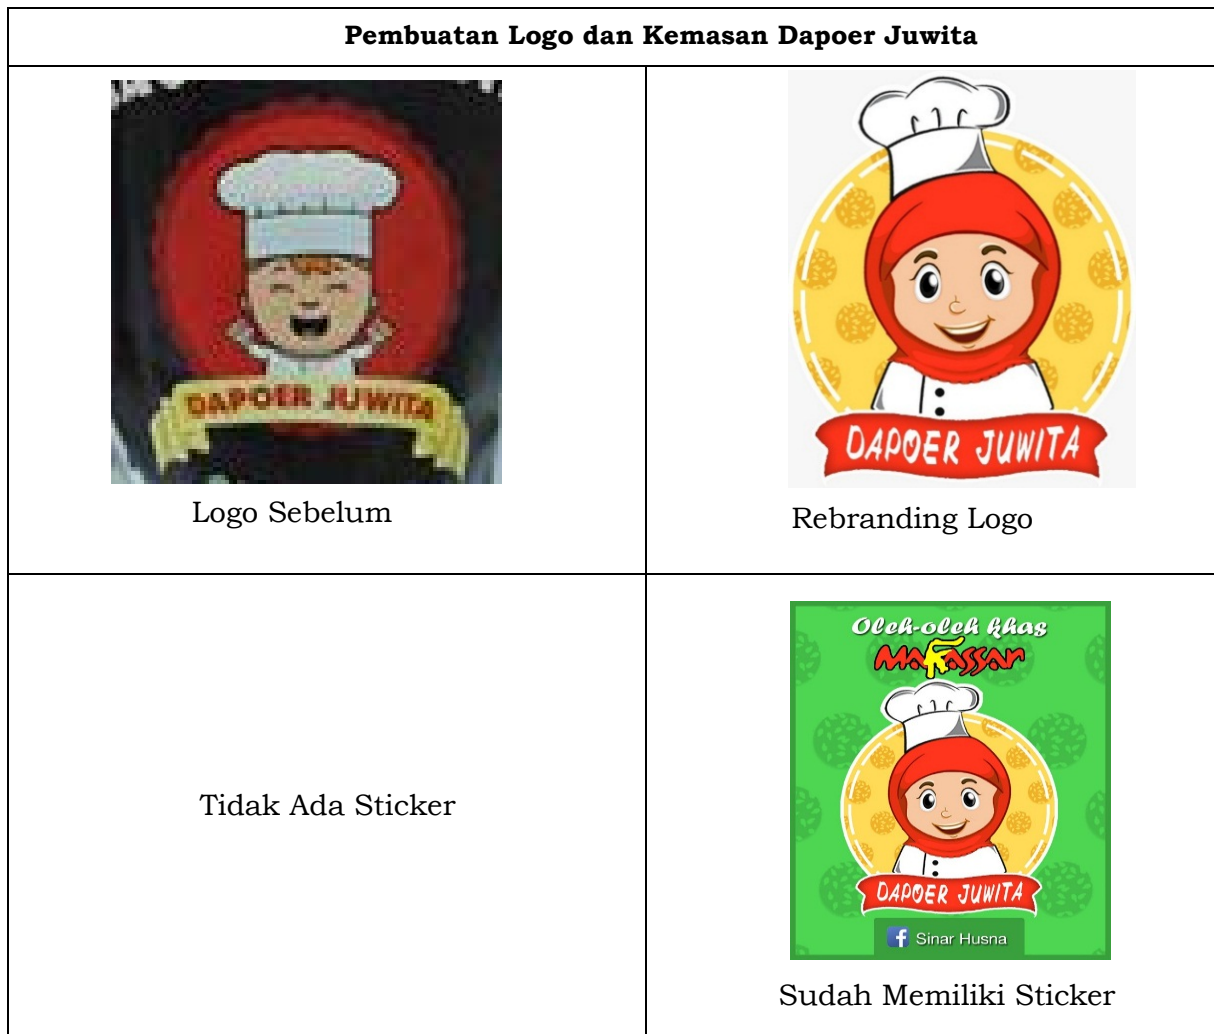 Pembuatan Logo dan Kemasan Dapoer Juwita
DAPOER JUWITA
Logo Sebelum
DAPOER JUWITA
Rebranding Logo
Tidak Ada Sticker
Oleh-oleh khas
Makassar
DAPOER JUWITA
Sinar Husna
Sudah Memiliki Sticker